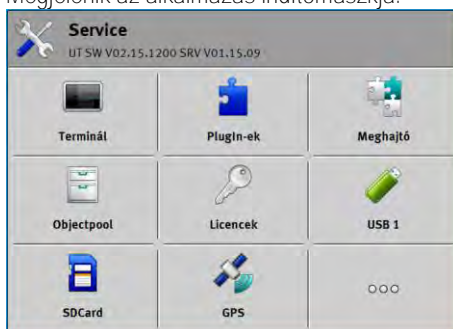 Megjelenik az alkalmazás indítómaszkja:
Service
UT SW V02.15.1200 SRV V01.15.09
Terminál
PlugIn-ek
Meghajtó
Objectpool
Licencek
USB 1
SDCard
GPS